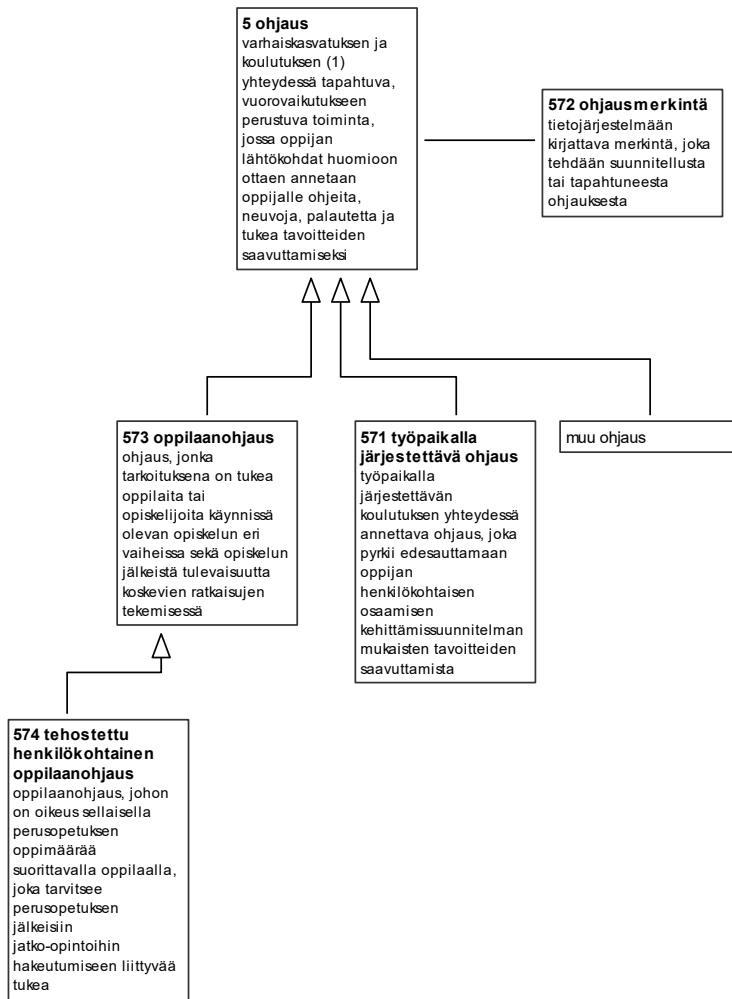 5 ohjaus
varhaiskasvatuksen ja
koulutuksen (1)
yhteydessä tapahtuva,
vuorovaikutukseen
perustuva toiminta,
jossa oppijan
lähtökohdat huomioon
ottaen annetaan
oppijalle ohjeita,
neuvoja, palautetta ja
tukea tavoitteiden
saavuttamiseksi
572 ohjausmerkintä
tietojärjestelmään
kirjattava merkintä, joka
tehdään suunnitellusta
tai tapahtuneesta
ohjauksesta
573 oppilaanohjaus
ohjaus, jonka
tarkoituksena on tukea
oppilaita tai
opiskelijoita käynnissä
olevan opiskelun eri
vaiheissa sekä opiskelun
jälkeistä tulevaisuutta
koskevien ratkaisujen
tekemisessä
571 työpaikalla
järjestettävä ohjaus
työpaikalla
järjestettävän
koulutuksen yhteydessä
annettava ohjaus, joka
pyrkii edesauttamaan
oppijan
henkilökohtaisen
osaamisen
kehittämissuunnitelman
mukaisten tavoitteiden
saavuttamista
muu ohjaus
574 tehostettu
henkilökohtainen
oppilaanohjaus
oppilaanohjaus, johon
on oikeus sellaisella
perusopetuksen
oppimäärää
suorittavalla oppilaalla,
joka tarvitsee
perusopetuksen
jälkeisiin
jatko-opintoihin
hakeutumiseen liittyvää
tukea